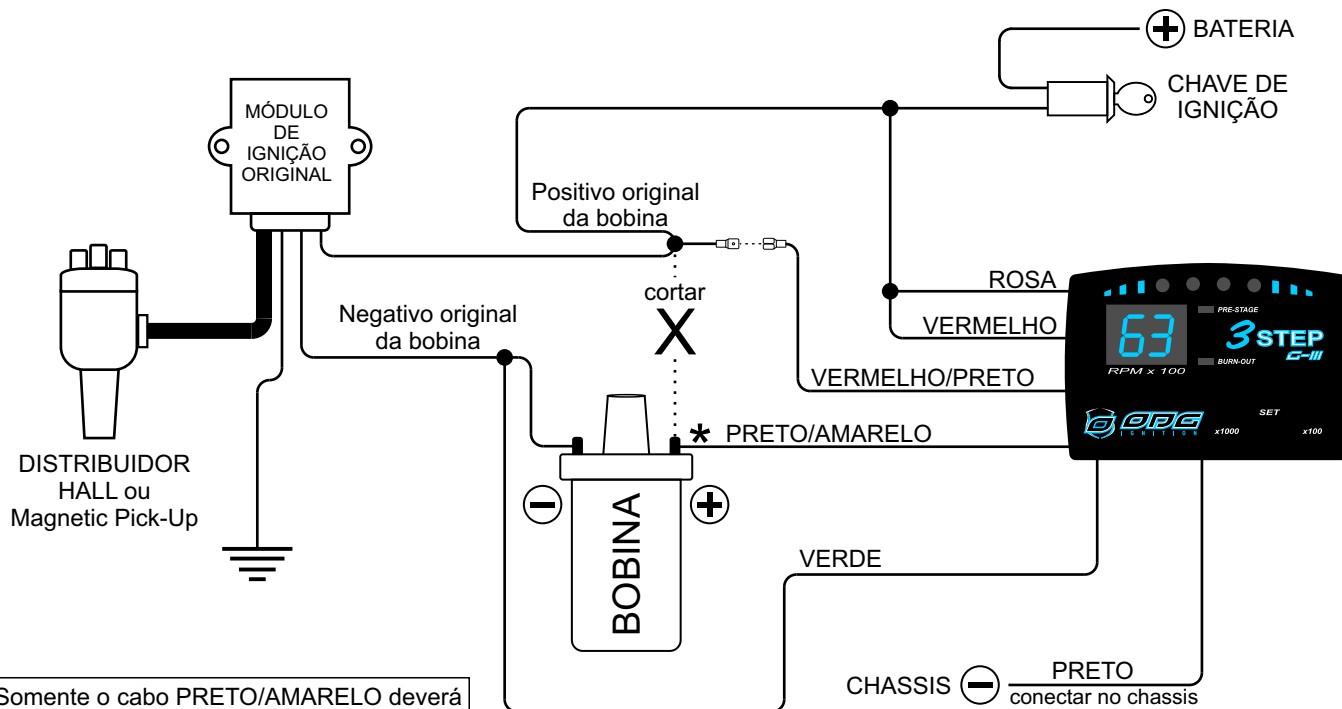 BATERIA
CHAVE DE
IGNIÇÃO
MÓDULO
DE
IGNIÇÃO
ORIGINAL
Positivo original
da bobina
cortar
X
Negativo original
da bobina
ROSA
VERMELHO
VERMELHO/PRETO
* PRETO/AMARELO
63
RPM x 100
PRE-STAGE
3 STEP
G-III
BURN-OUT
ODG
IGNITION
SET
x1000
x100
DISTRIBUIDOR
HALL ou
Magnetic Pick-Up
BOBINA
VERDE
CHASSIS
PRETO
conectar no chassis
Somente o cabo PRETO/AMARELO deverá